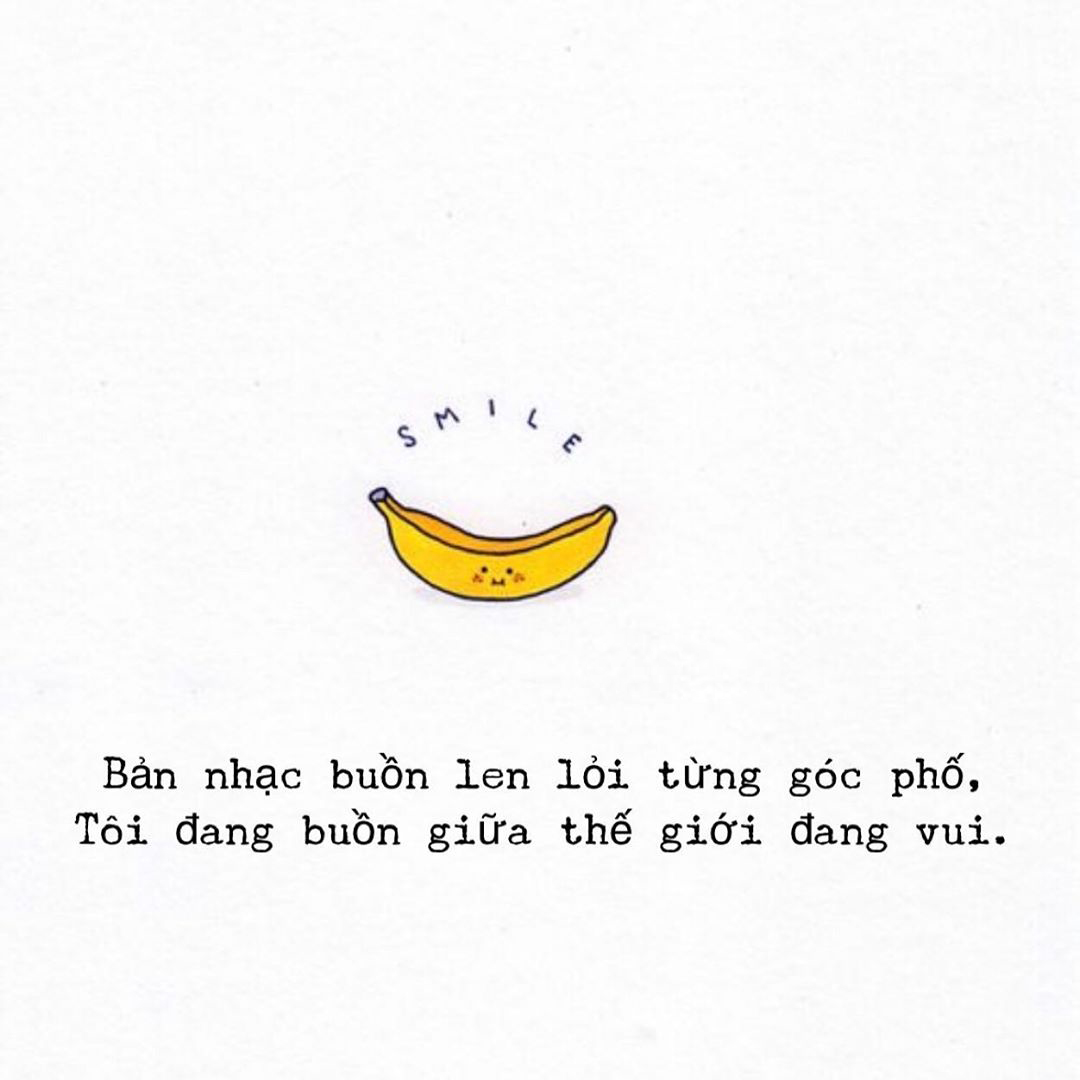 SMILE
Bản nhạc buồn len lỏi từng góc phố,
Tôi đang buồn giữa thế giới đang vui.